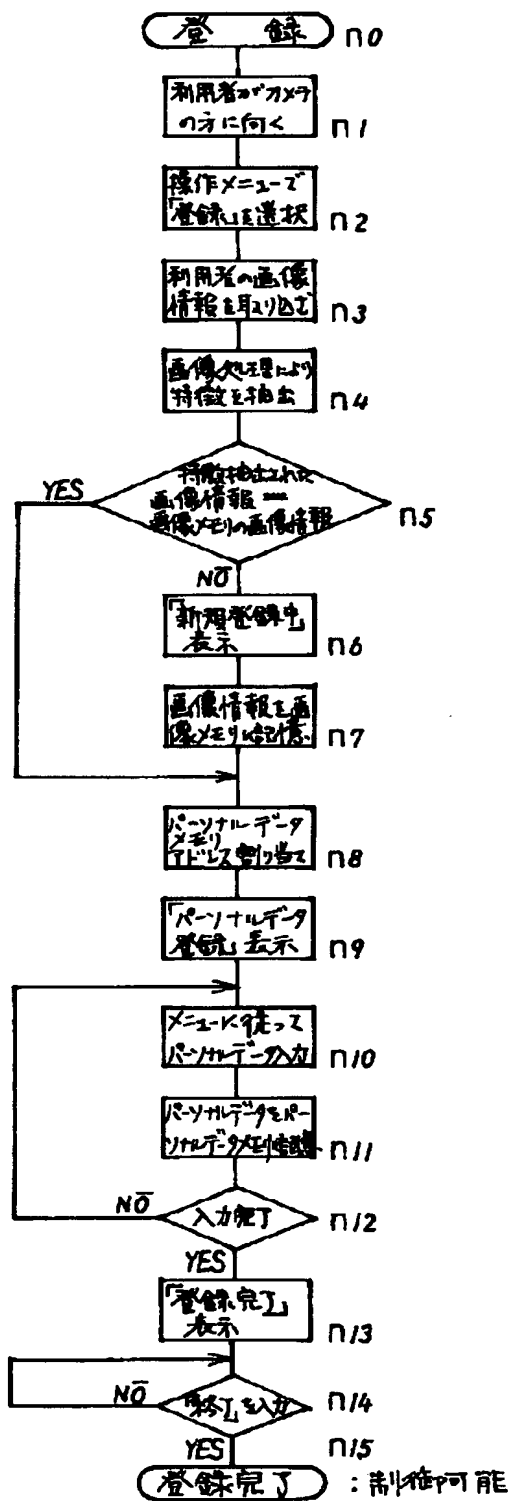 登 録 n0
利用者がカメラ
の方に向く n1
操作メニューで
「登録」を選択 n2
利用者の画像
情報を取り込む n3
画像処理により
特徴を抽出 n4
特徴抽出された
画像情報
画像メモリの画像情報 n5
YES
NO
「新規登録中」
表示 n6
画像情報を画
像メモリに記憶 n7
パーソナルデータ
メモリ
アドレス割り当て n8
「パーソナルデータ
登録」表示 n9
メニューに従って
パーソナルデータ入力 n10
パーソナルデータをパー
ソナルデータメモリに記憶 n11
NO
入力完了 n12
YES
「登録完了」
表示 n13
NO
「終了」を入力 n14
YES n15
登録完了 : 制御可能